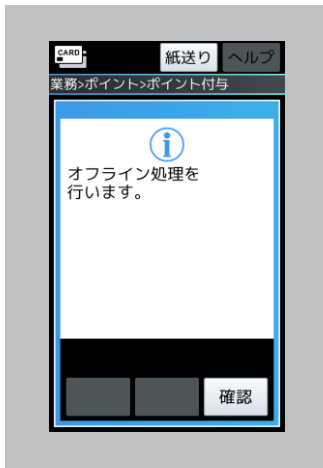 CARD
紙送り ヘルプ
業務>ポイント>ポイント付与
i
オフライン処理を
行います。
確認